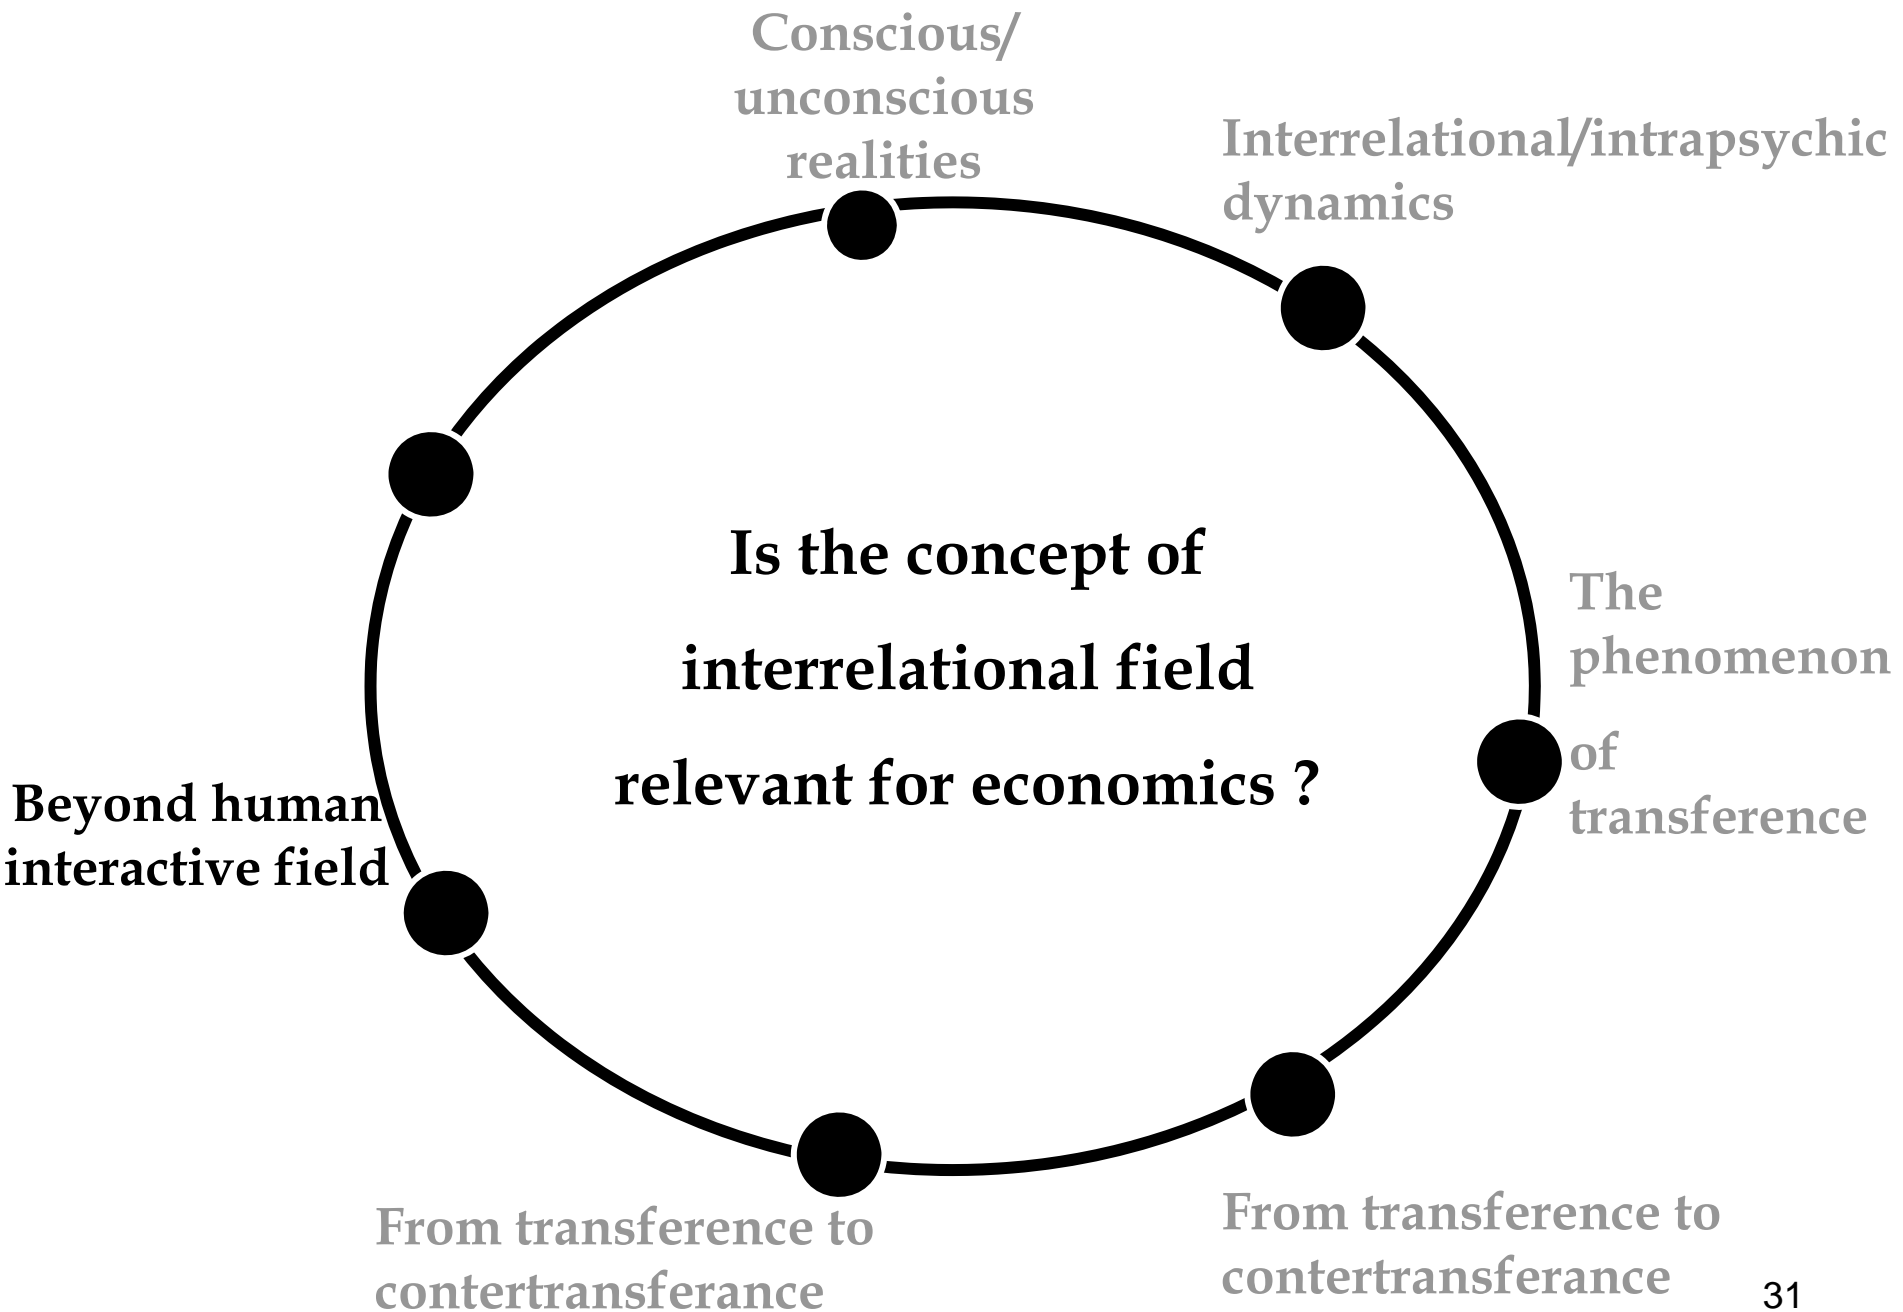 Conscious/
unconscious
realities
Interrelational/intrapsychic
dynamics
Is the concept of
interrelational field
relevant for economics ?
The
phenomenon
of
transference
Beyond human
interactive field
From transference to
contertransferance
From transference to
contertransferance
31